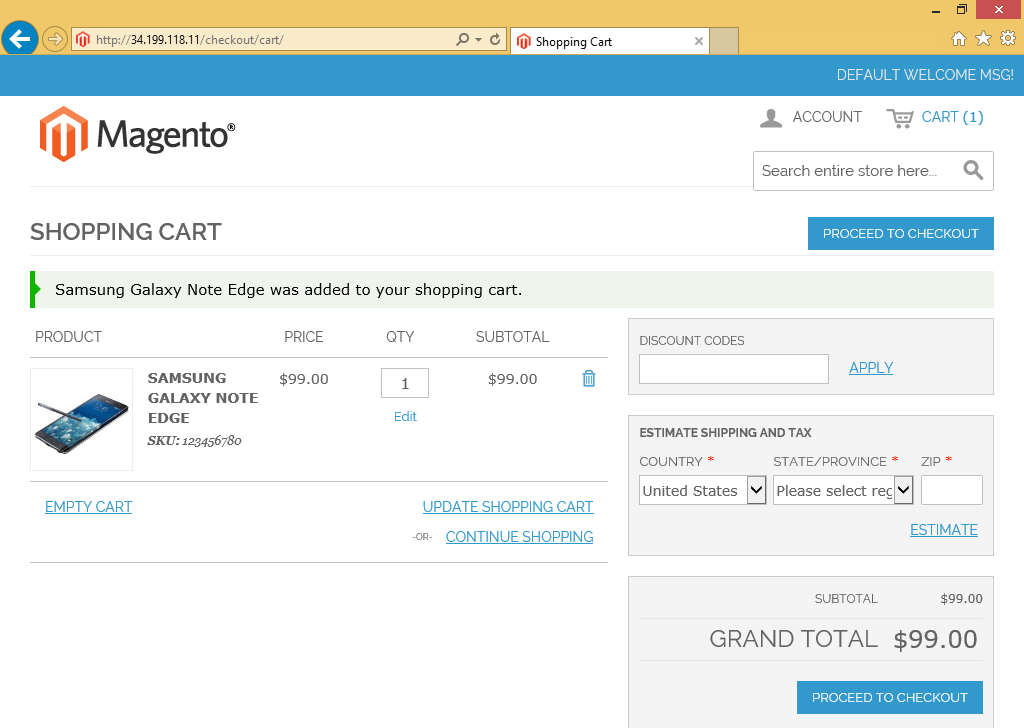 http://34.199.118.11/checkout/cart/
Shopping Cart
DEFAULT WELCOME MSG!
Magento®
ACCOUNT
CART (1)
Search entire store here...
SHOPPING CART
PROCEED TO CHECKOUT
Samsung Galaxy Note Edge was added to your shopping cart.
PRODUCT PRICE QTY SUBTOTAL
SAMSUNG GALAXY NOTE EDGE
SKU: 123456780
$99.00
1
Edit
$99.00
EMPTY CART
UPDATE SHOPPING CART
-OR- CONTINUE SHOPPING
DISCOUNT CODES
APPLY
ESTIMATE SHIPPING AND TAX
COUNTRY * STATE/PROVINCE * ZIP *
United States Please select reg
ESTIMATE
SUBTOTAL $99.00
GRAND TOTAL $99.00
PROCEED TO CHECKOUT